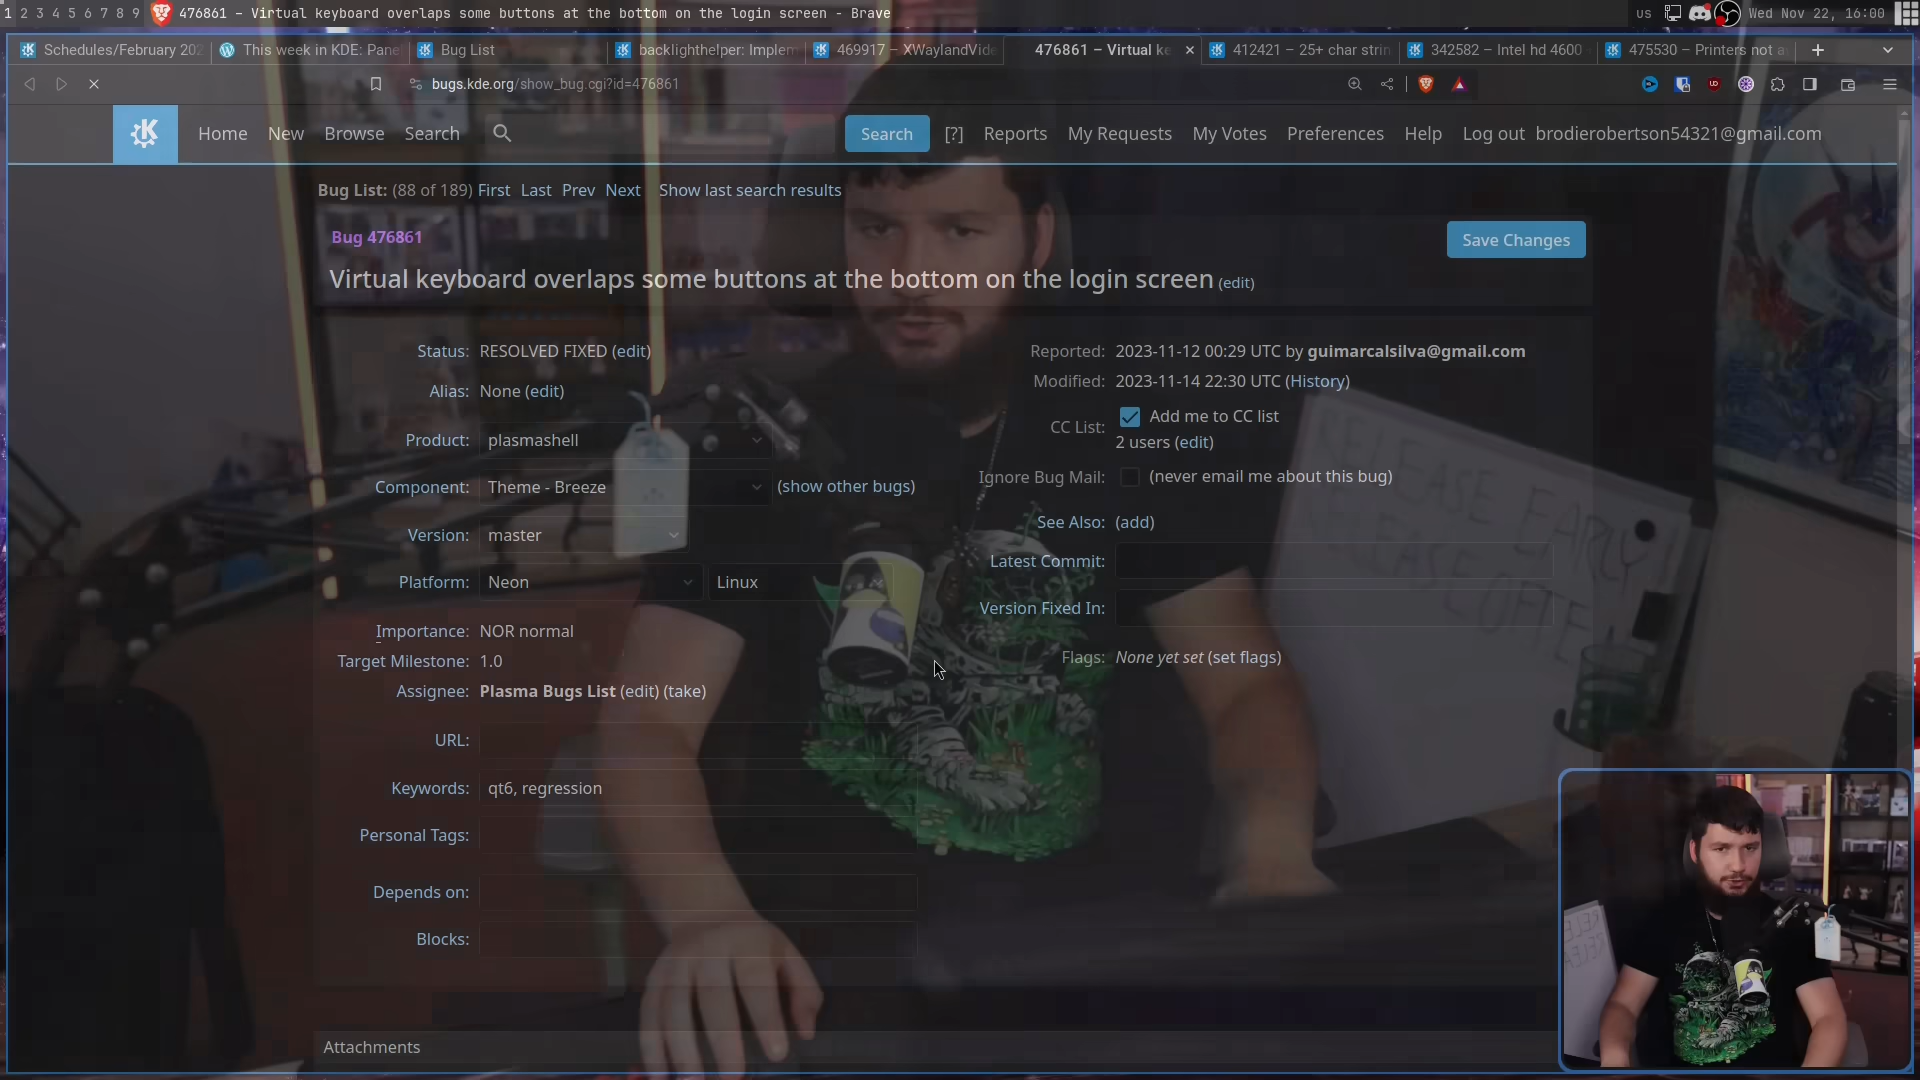 1 2 3 4 5 6 7 8 9 476861 – Virtual keyboard overlaps some buttons at the bottom on the login screen - Brave
us Wed Nov 22, 16:00
Schedules/February 202
This week in KDE: Pane
Bug List
backlighthelper: Implem
469917 – XWaylandVide
476861 – Virtual ke
412421 – 25+ char strin
342582 – Intel hd 4600
475530 – Printers not a
bugs.kde.org/show_bug.cgi?id=476861
Home New Browse Search Search [?] Reports My Requests My Votes Preferences Help Log out brodierobertson54321@gmail.com
Bug List: (88 of 189) First Last Prev Next Show last search results
Bug 476861
Save Changes
Virtual keyboard overlaps some buttons at the bottom on the login screen (edit)
Status: RESOLVED FIXED (edit)
Alias: None (edit)
Product: plasmashell
Component: Theme - Breeze (show other bugs)
Version: master
Platform: Neon Linux
Importance: NOR normal
Target Milestone: 1.0
Assignee: Plasma Bugs List (edit) (take)
URL:
Keywords: qt6, regression
Personal Tags:
Depends on:
Blocks:
Reported: 2023-11-12 00:29 UTC by guimarcalsilva@gmail.com
Modified: 2023-11-14 22:30 UTC (History)
CC List: Add me to CC list
2 users (edit)
Ignore Bug Mail: (never email me about this bug)
See Also: (add)
Latest Commit:
Version Fixed In:
Flags: None yet set (set flags)
RELEASE EARLY
RELEASE COFFEE
Attachments